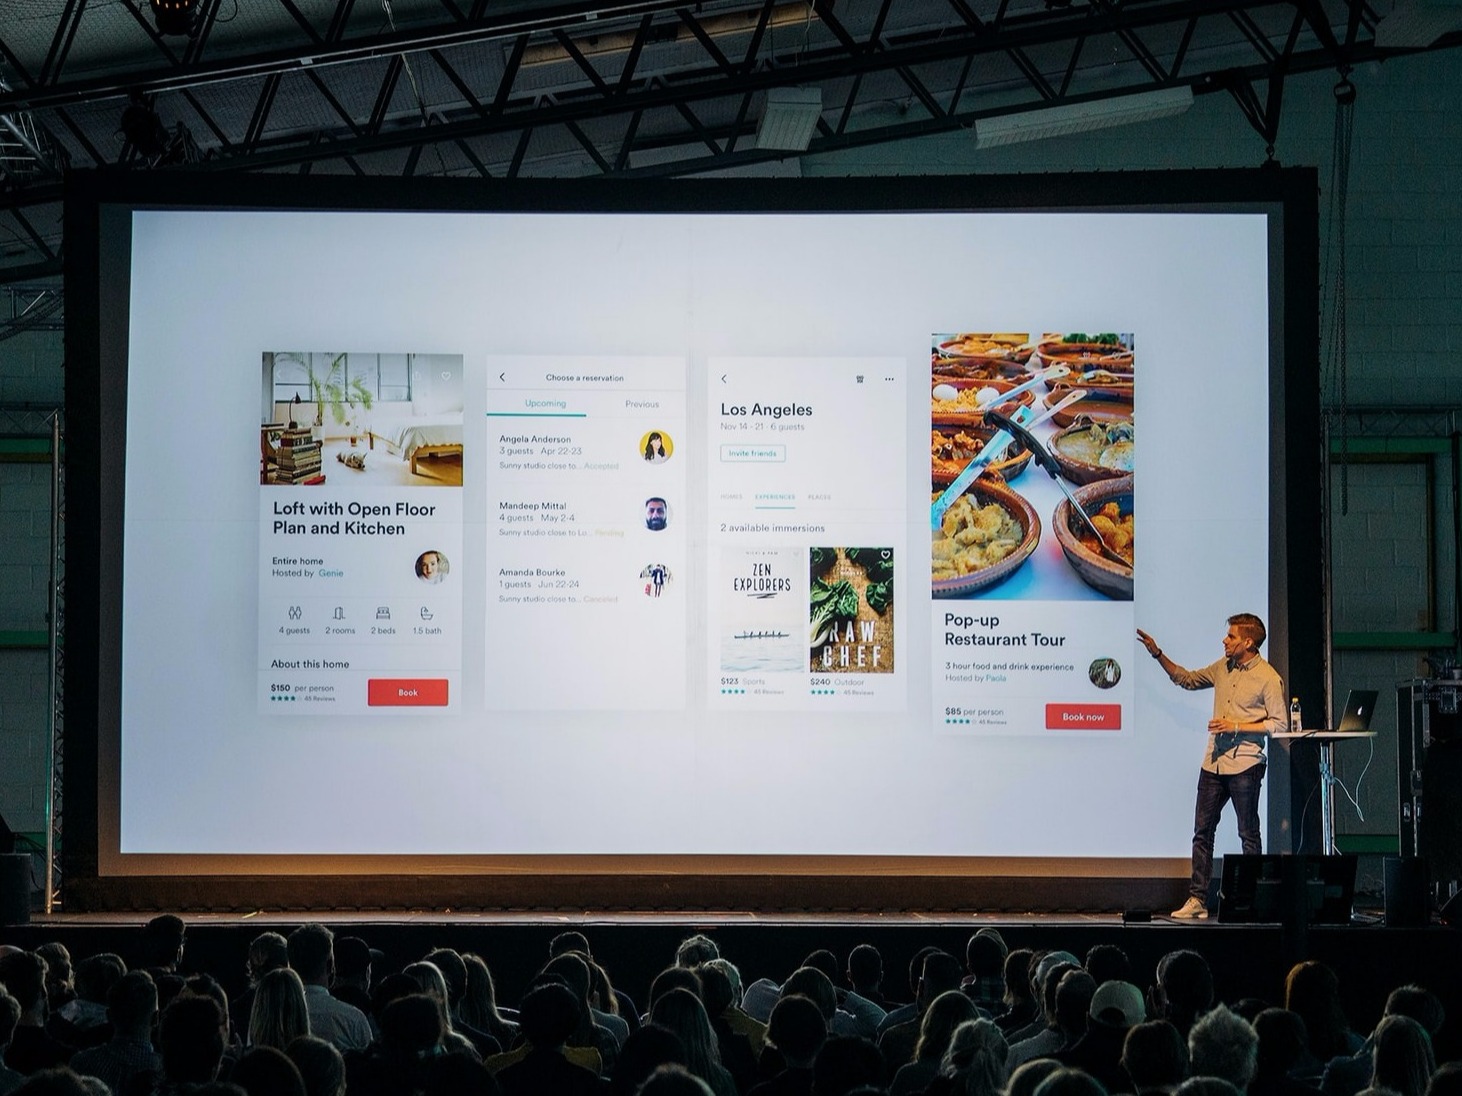 Loft with Open Floor
Plan and Kitchen
Entire home
Hosted by Genie
4 guests 2 rooms 2 beds 1.5 bath
About this home
$150 per person
45 Reviews
Book
Choose a reservation
Upcoming Previous
Angela Anderson
3 guests Apr 22-23
Sunny studio close to... Accepted
Mandeep Mittal
4 guests May 2-4
Sunny studio close to Lo... Pending
Amanda Bourke
1 guests Jun 22-24
Sunny studio close to... Canceled
Los Angeles
Nov 14 - 21 · 6 guests
Invite friends
HOMES EXPERIENCES PLACES
2 available immersions
ZEN
EXPLORERS
$123 Sports
45 Reviews
RAW
CHEF
$240 Outdoor
45 Reviews
Pop-up
Restaurant Tour
3 hour food and drink experience
Hosted by Paola
$85 per person
45 Reviews
Book now